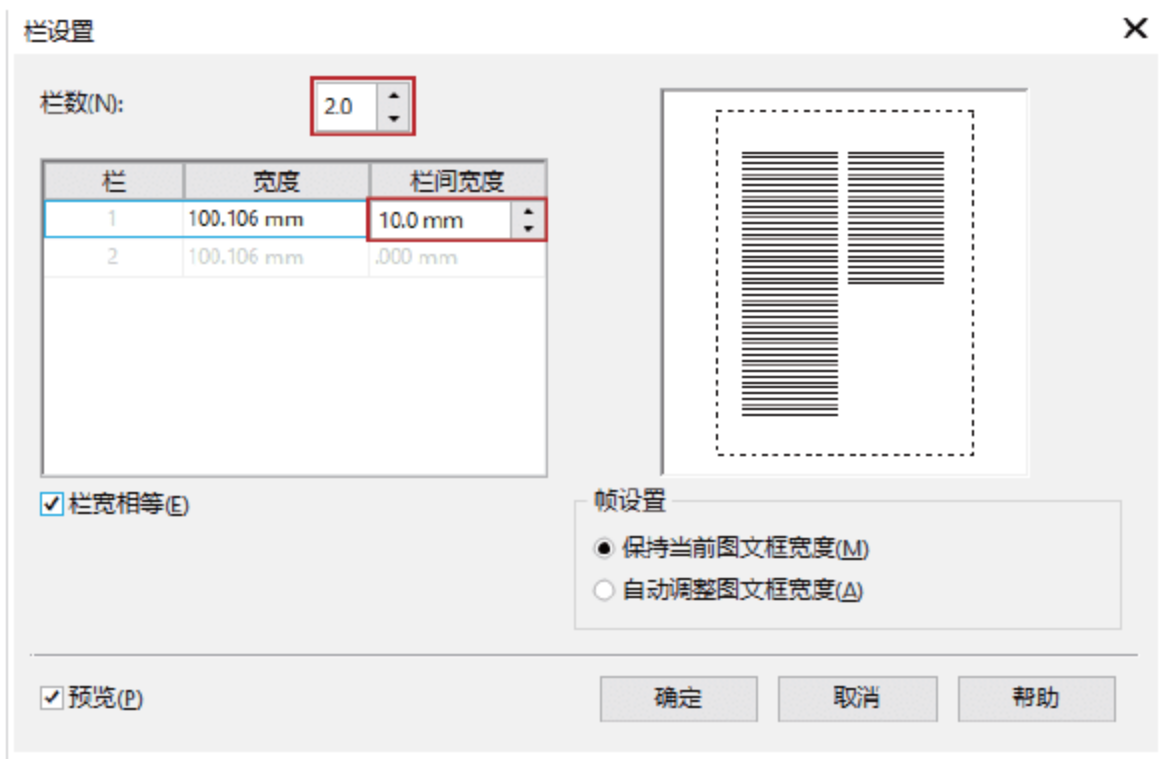 栏设置
栏数(N):
2.0
栏 宽度 栏间宽度
1 100.106 mm 10.0 mm
2 100.106 mm .000 mm
栏宽相等(E)
帧设置
保持当前图文框宽度(M)
自动调整图文框宽度(A)
预览(P)
确定 取消 帮助